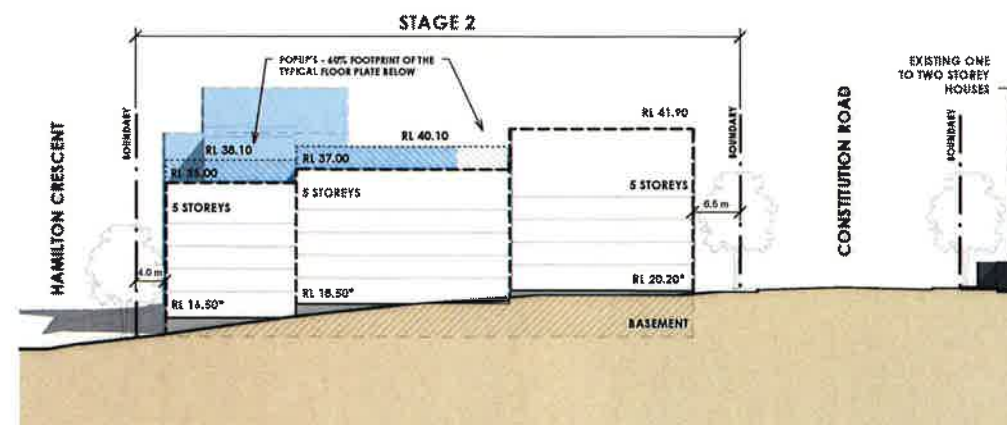 STAGE 2
POPUPS - 60% FOOTPRINT OF THE
TYPICAL FLOOR PLATE BELOW
EXISTING ONE
TO TWO STOREY
HOUSES
HAMILTON CRESCENT
BOUNDARY
RL 38.10
RL 35.00
RL 37.00
RL 40.10
RL 41.90
BOUNDARY
CONSTITUTION ROAD
BOUNDARY
5 STOREYS
5 STOREYS
5 STOREYS
4.0 m
6.5 m
RL 16.50*
RL 18.50*
RL 20.20*
BASEMENT